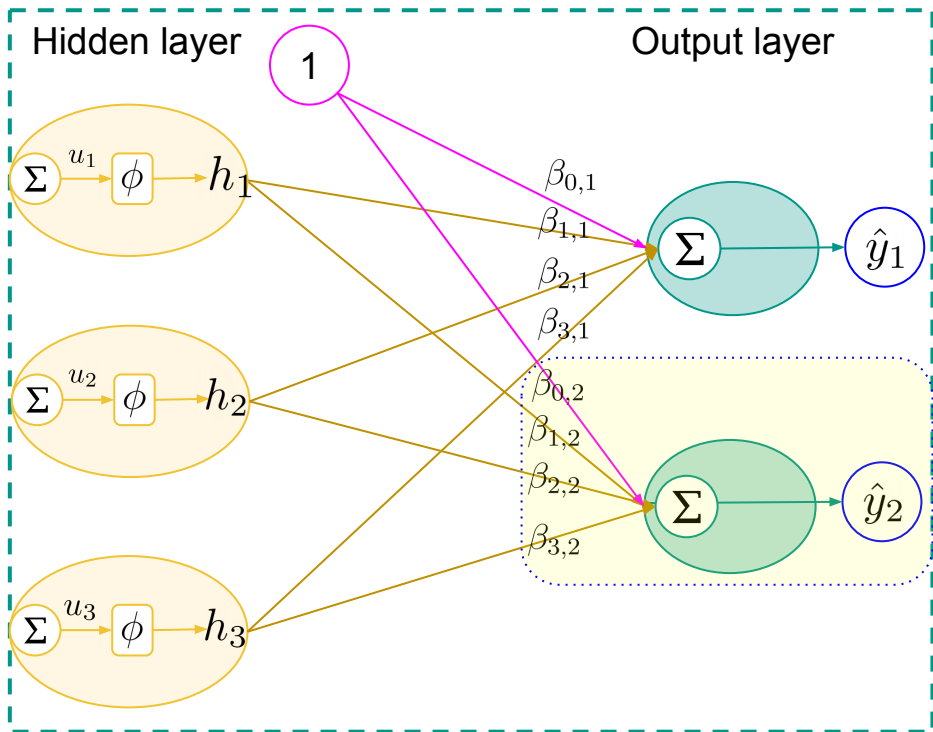 Hidden layer
1
Output layer
Σ u₁ ϕ h₁
β₀,₁
β₁,₁
Σ ŷ₁
β₂,₁
β₃,₁
Σ u₂ ϕ h₂
β₀,₂
β₁,₂
β₂,₂
Σ ŷ₂
β₃,₂
Σ u₃ ϕ h₃